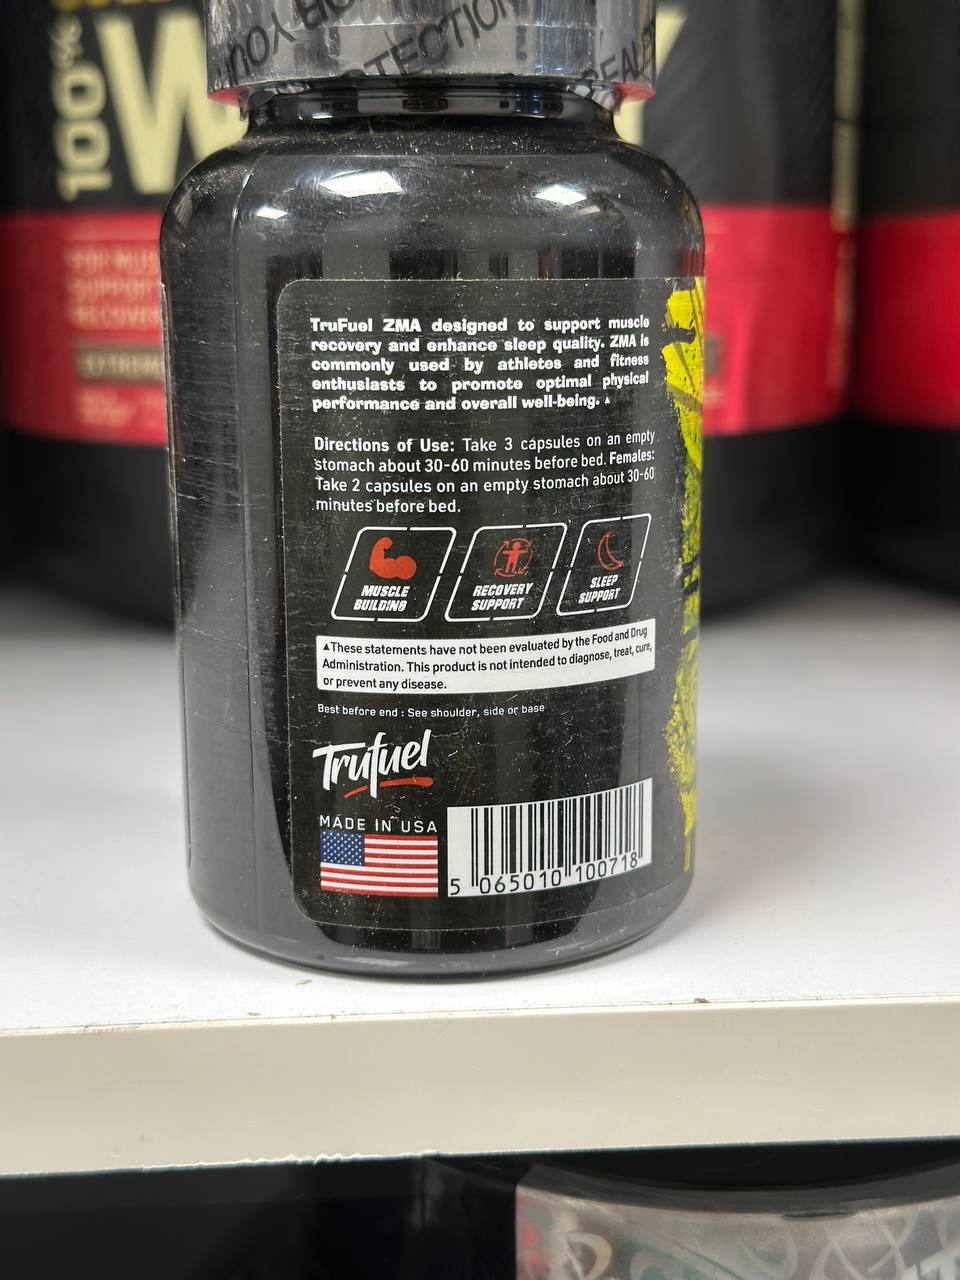 100% W
TECTION
TruFuel ZMA designed to support muscle
recovery and enhance sleep quality. ZMA is
commonly used by athletes and fitness
enthusiasts to promote optimal physical
performance and overall well-being. ▲
Directions of Use: Take 3 capsules on an empty
stomach about 30-60 minutes before bed. Females:
Take 2 capsules on an empty stomach about 30-60
minutes before bed.
MUSCLE
BUILDING
RECOVERY
SUPPORT
SLEEP
SUPPORT
▲These statements have not been evaluated by the Food and Drug
Administration. This product is not intended to diagnose, treat, cure,
or prevent any disease.
Best before end : See shoulder, side or base
Trufuel
MADE IN USA
5 065010 100718